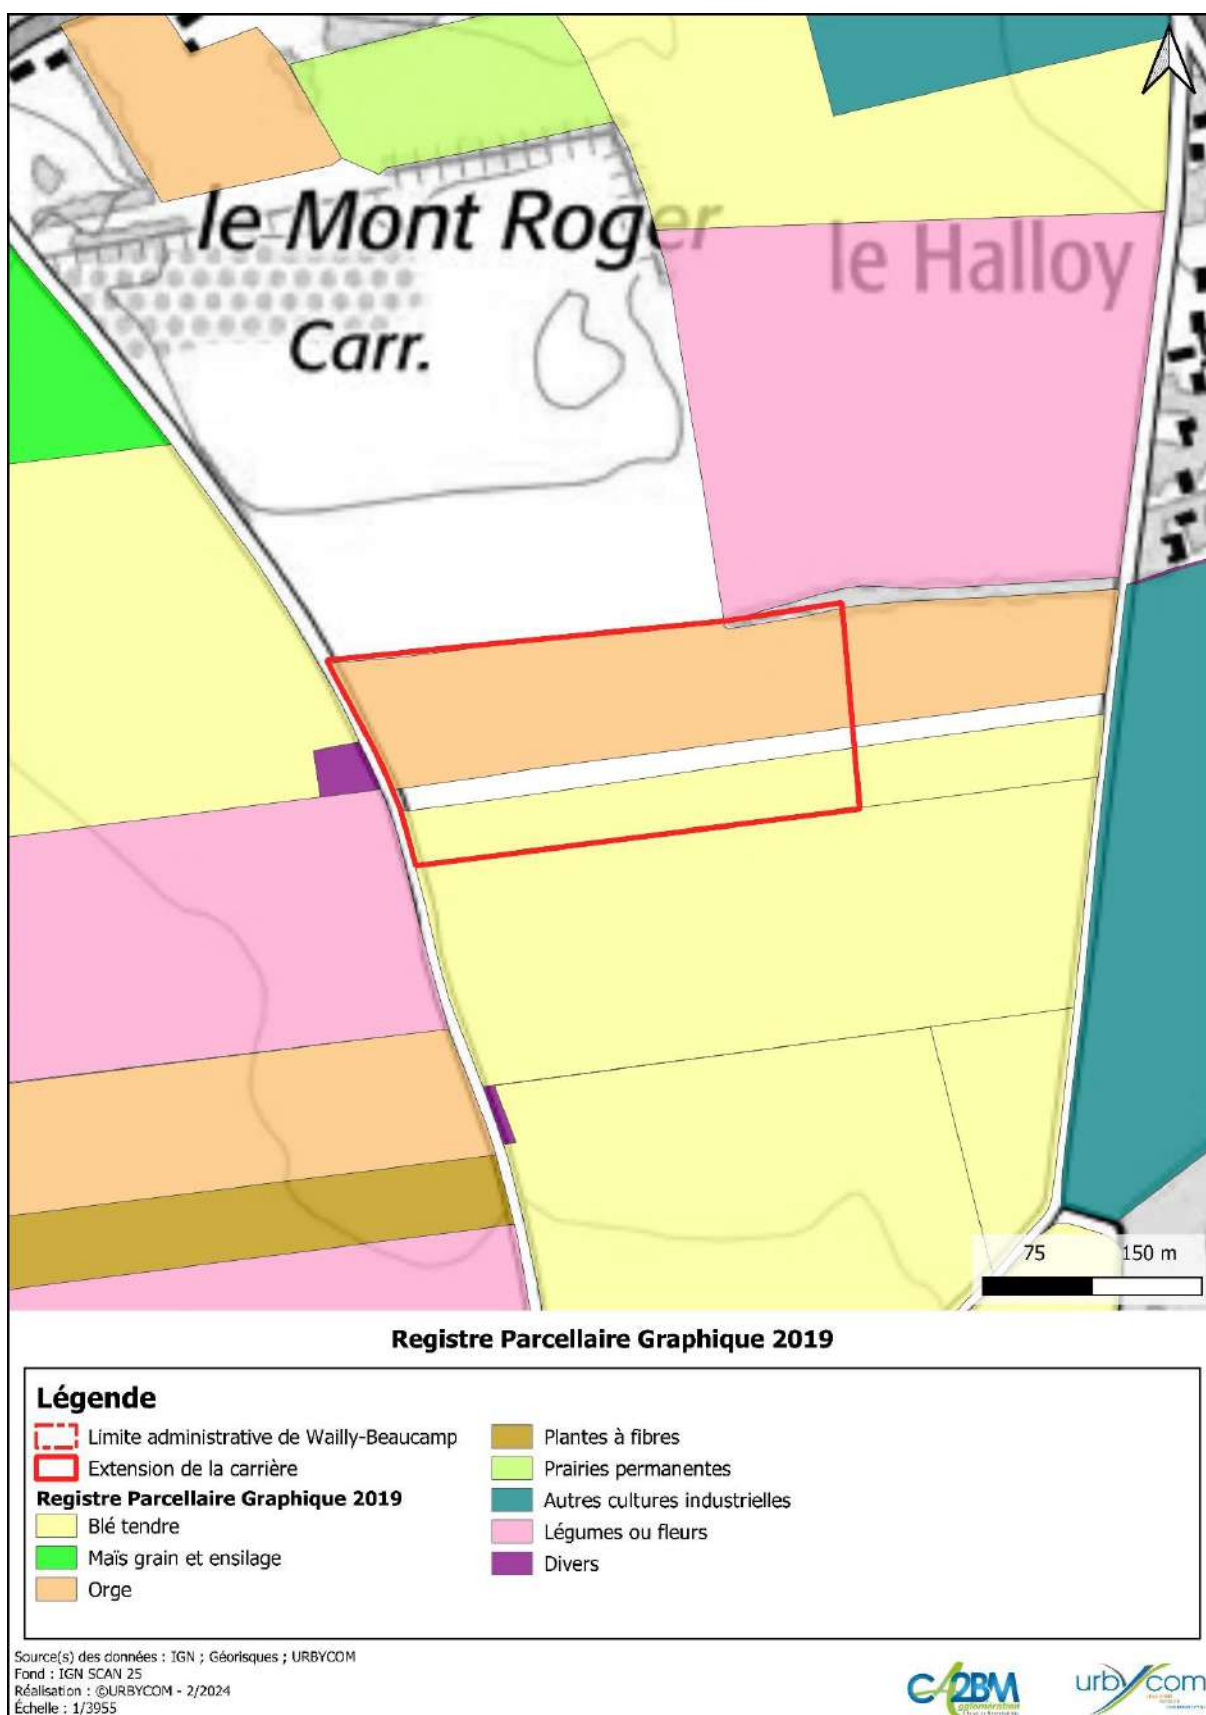 le Mont Roger
le Halloy
Carr.
75 150 m
Registre Parcellaire Graphique 2019
Légende
Limite administrative de Wailly-Beaucamp
Extension de la carrière
Registre Parcellaire Graphique 2019
Blé tendre
Maïs grain et ensilage
Orge
Plantes à fibres
Prairies permanentes
Autres cultures industrielles
Légumes ou fleurs
Divers
Source(s) des données : IGN ; Géorisques ; URBYCOM
Fond : IGN SCAN 25
Réalisation : ©URBYCOM - 2/2024
Échelle : 1/3955
CA2BM
urbycom